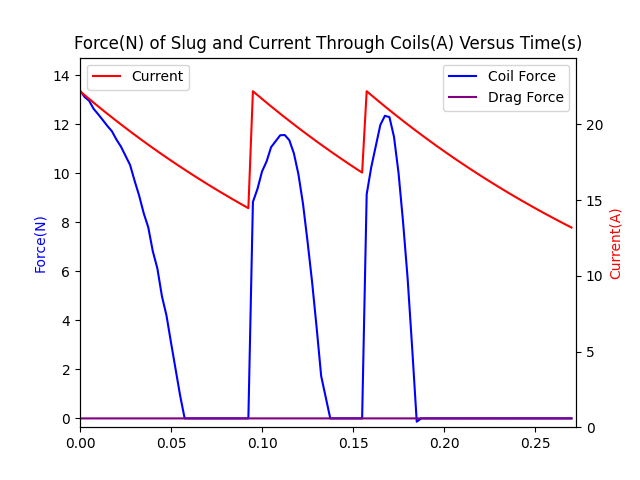 Force(N) of Slug and Current Through Coils(A) Versus Time(s)
Current
Coil Force
Drag Force
Force(N)
14
12
10
8
6
4
2
0
Current(A)
20
15
10
5
0
0.00 0.05 0.10 0.15 0.20 0.25